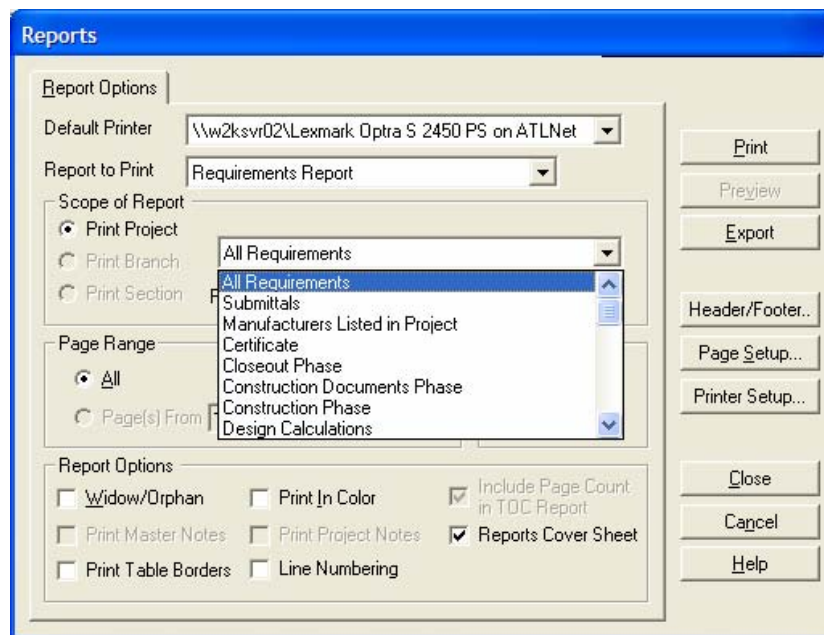 Reports
Report Options
Default Printer
\\w2ksvr02\Lexmark Optra S 2450 PS on ATLNet
Report to Print
Requirements Report
Scope of Report
Print Project
Print Branch
Print Section
All Requirements
All Requirements
Submittals
Manufacturers Listed in Project
Certificate
Closeout Phase
Construction Documents Phase
Construction Phase
Design Calculations
Page Range
All
Page(s) From
Report Options
Widow/Orphan
Print In Color
Include Page Count
in TOC Report
Print Master Notes
Print Project Notes
Reports Cover Sheet
Print Table Borders
Line Numbering
Print
Preview
Export
Header/Footer..
Page Setup...
Printer Setup...
Close
Cancel
Help